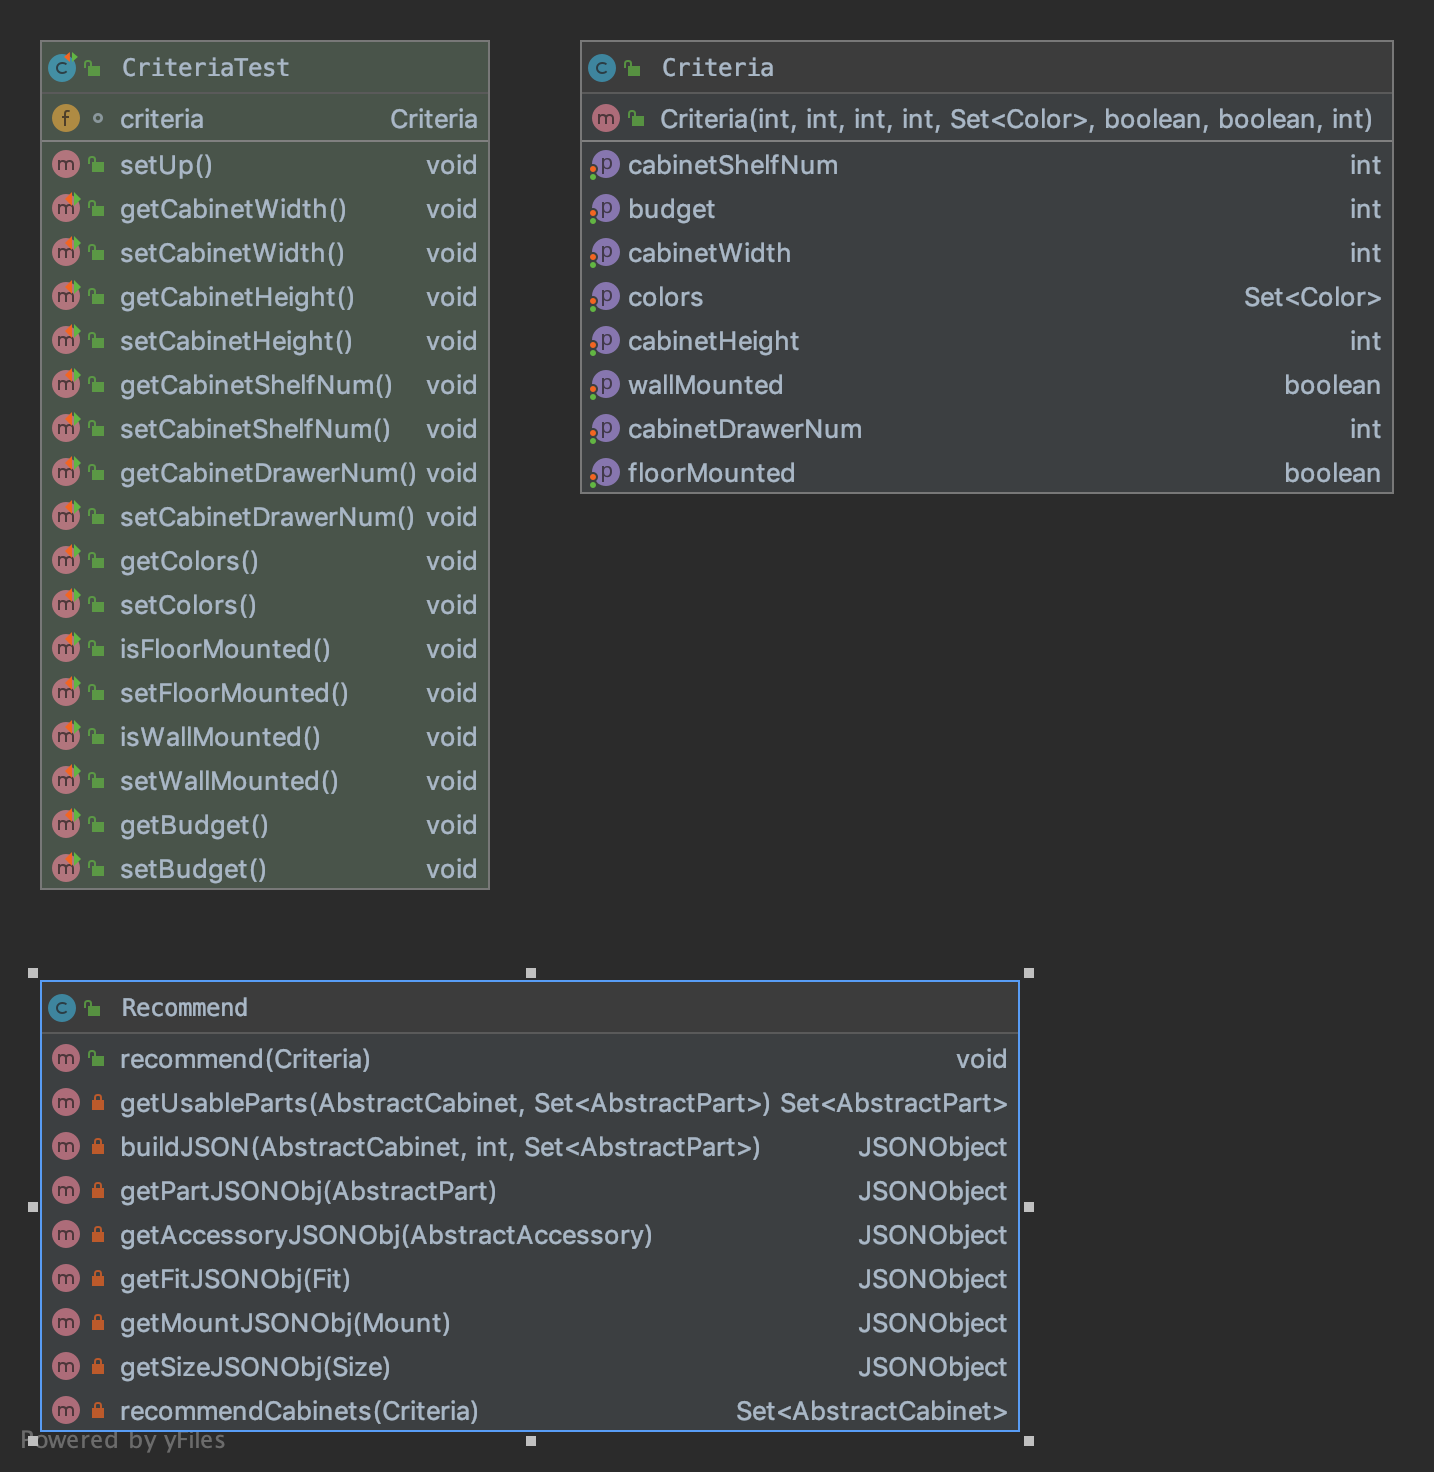 CriteriaTest
criteria Criteria
setUp() void
getCabinetWidth() void
setCabinetWidth() void
getCabinetHeight() void
setCabinetHeight() void
getCabinetShelfNum() void
setCabinetShelfNum() void
getCabinetDrawerNum() void
setCabinetDrawerNum() void
getColors() void
setColors() void
isFloorMounted() void
setFloorMounted() void
isWallMounted() void
setWallMounted() void
getBudget() void
setBudget() void
Criteria
Criteria(int, int, int, int, Set<Color>, boolean, boolean, int)
cabinetShelfNum int
budget int
cabinetWidth int
colors Set<Color>
cabinetHeight int
wallMounted boolean
cabinetDrawerNum int
floorMounted boolean
Recommend
recommend(Criteria) void
getUsableParts(AbstractCabinet, Set<AbstractPart>) Set<AbstractPart>
buildJSON(AbstractCabinet, int, Set<AbstractPart>) JSONObject
getPartJSONObj(AbstractPart) JSONObject
getAccessoryJSONObj(AbstractAccessory) JSONObject
getFitJSONObj(Fit) JSONObject
getMountJSONObj(Mount) JSONObject
getSizeJSONObj(Size) JSONObject
recommendCabinets(Criteria) Set<AbstractCabinet>
Powered by yFiles